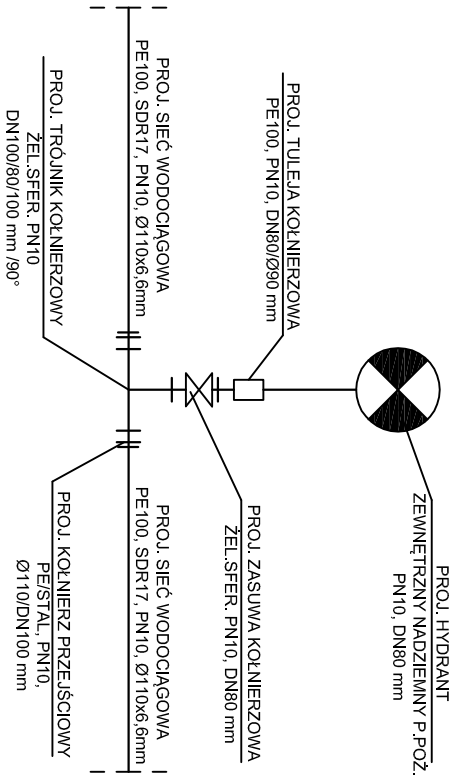 PROJ. HYDRANT
ZEWNĘTRZNY NADZIEMNY P.POŻ.
PN10, DN80 mm
PROJ. TULEJA KOŁNIERZOWA
PE100, PN10, DN80/Ø90 mm
PROJ. ZASUWA KOŁNIERZOWA
ŻEL.SFER. PN10, DN80 mm
PROJ. SIEĆ WODOCIĄGOWA
PE100, SDR17, PN10, Ø110x6,6mm
PROJ. SIEĆ WODOCIĄGOWA
PE100, SDR17, PN10, Ø110x6,6mm
PROJ. TRÓJNIK KOŁNIERZOWY
ŻEL.SFER. PN10
DN100/80/100 mm /90°
PROJ. KOŁNIERZ PRZEJŚCIOWY
PE/STAL, PN10,
Ø110/DN100 mm